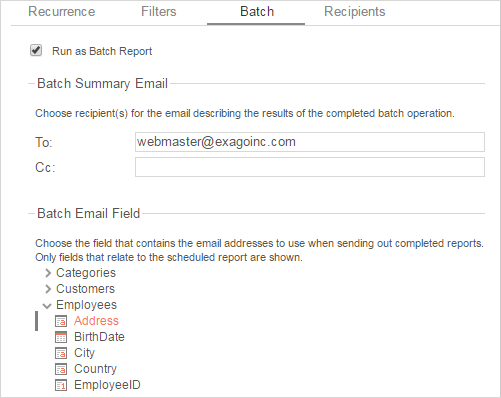 Recurrence Filters Batch Recipients
Run as Batch Report
Batch Summary Email
Choose recipient(s) for the email describing the results of the completed batch operation.
To: webmaster@exagoinc.com
Cc:
Batch Email Field
Choose the field that contains the email addresses to use when sending out completed reports.
Only fields that relate to the scheduled report are shown.
Categories
Customers
Employees
a Address
BirthDate
a City
a Country
1 EmployeeID